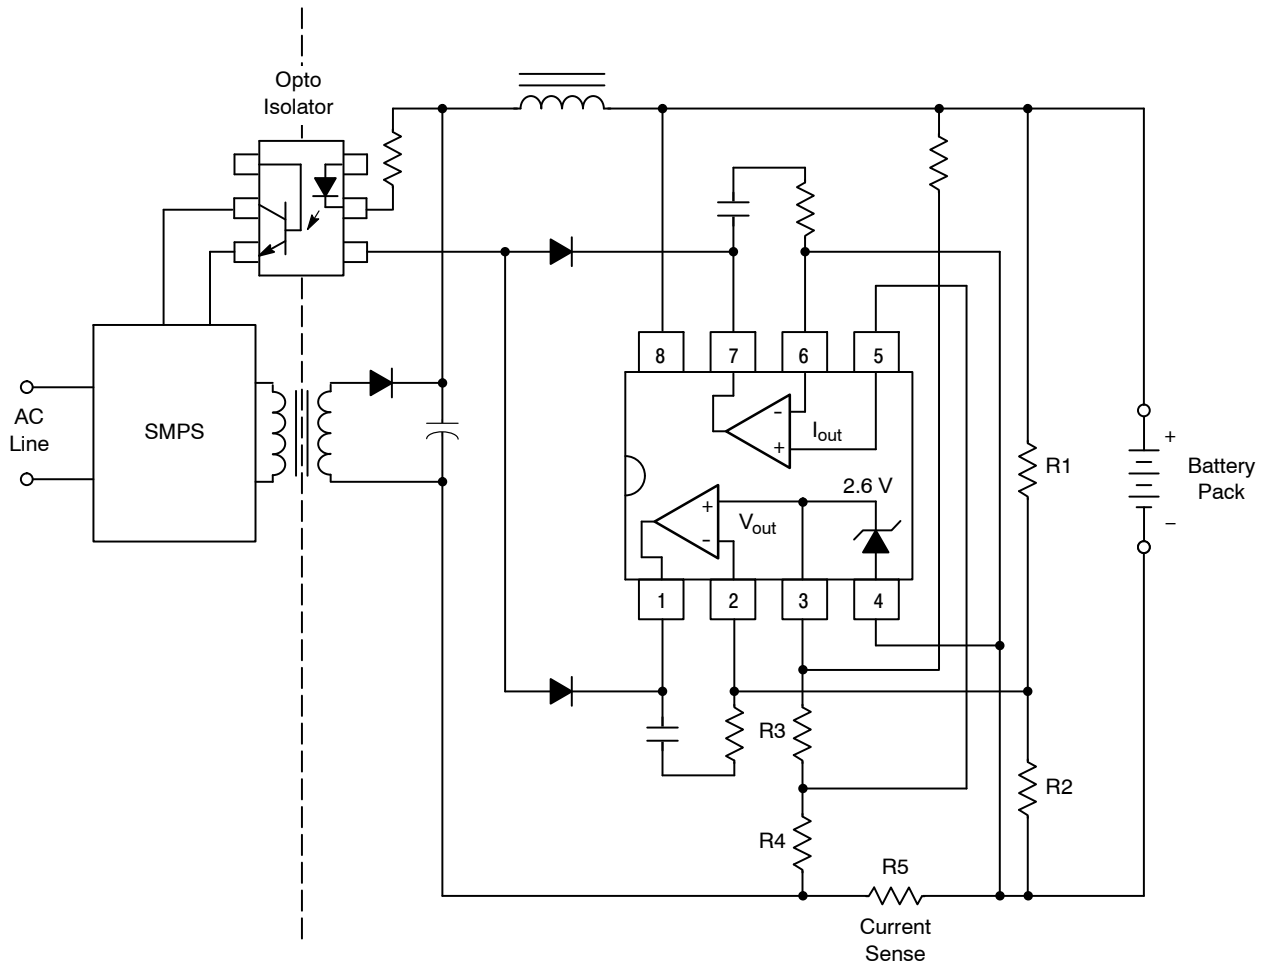 Opto
Isolator
8
7
6
5
AC
Line
SMPS
-
+
Iout
R1
+
Battery
Pack
–
2.6 V
+
Vout
-
1
2
3
4
R3
R2
R4
R5
Current
Sense